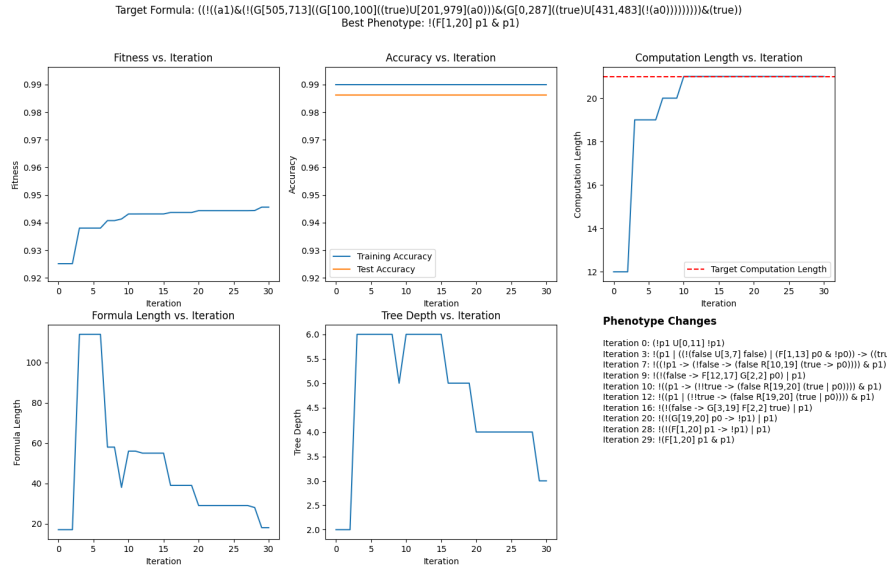 Target Formula: ((!((a1)&(!(G[505,713]((G[100,100]((true)U[201,979](a0)))&(G[0,287]((true)U[431,483](!(a0)))))))))&(true))
Best Phenotype: !(F[1,20] p1 & p1)
Fitness vs. Iteration
0.99
0.98
0.97
0.96
0.95
0.94
0.93
0.92
Fitness
0 5 10 15 20 25 30
Iteration
Accuracy vs. Iteration
0.99
0.98
0.97
0.96
0.95
0.94
0.93
0.92
Accuracy
Training Accuracy
Test Accuracy
0 5 10 15 20 25 30
Iteration
Computation Length vs. Iteration
20
18
16
14
12
Computation Length
Target Computation Length
0 5 10 15 20 25 30
Iteration
Formula Length vs. Iteration
100
80
60
40
20
Formula Length
0 5 10 15 20 25 30
Iteration
Tree Depth vs. Iteration
6.0
5.5
5.0
4.5
4.0
3.5
3.0
2.5
2.0
Tree Depth
0 5 10 15 20 25 30
Iteration
Phenotype Changes
Iteration 0: (!p1 U[0,11] !p1)
Iteration 3: !(p1 | ((!(false U[3,7] false) | (F[1,13] p0 & !p0)) -> ((tru
Iteration 7: !((!p1 -> (!false -> (false R[10,19] (true -> p0)))) & p1)
Iteration 9: !(!(false -> F[12,17] G[2,2] p0) | p1)
Iteration 10: !((p1 -> (!!true -> (false R[19,20] (true | p0)))) & p1)
Iteration 12: !((p1 | (!!true -> (false R[19,20] (true | p0)))) & p1)
Iteration 16: !(!(false -> G[3,19] F[2,2] true) | p1)
Iteration 20: !(!(G[19,20] p0 -> !p1) | p1)
Iteration 28: !(!(F[1,20] p1 -> !p1) | p1)
Iteration 29: !(F[1,20] p1 & p1)